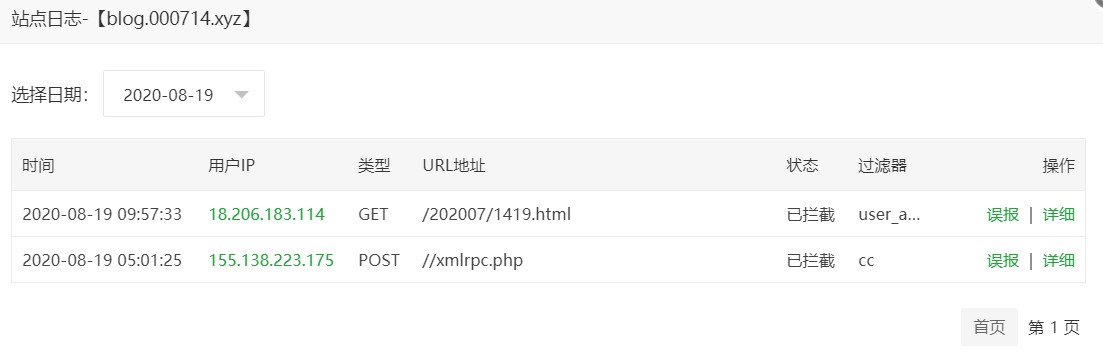 站点日志-【blog.000714.xyz】
选择日期: 2020-08-19
时间 用户IP 类型 URL地址 状态 过滤器 操作
2020-08-19 09:57:33 18.206.183.114 GET /202007/1419.html 已拦截 user_a... 误报 | 详细
2020-08-19 05:01:25 155.138.223.175 POST //xmlrpc.php 已拦截 cc 误报 | 详细
首页 第 1 页